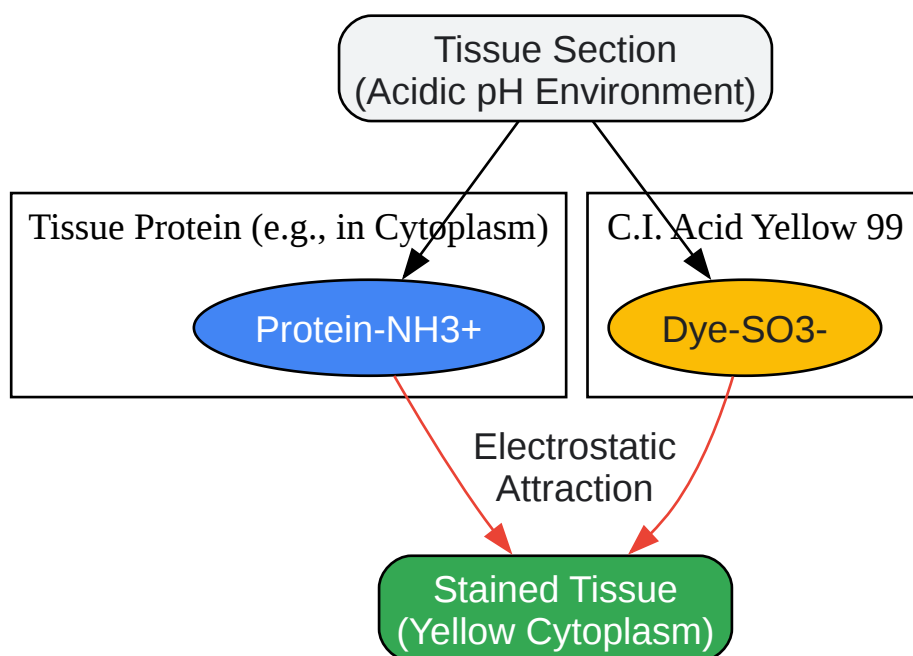 Tissue Section
(Acidic pH Environment)
Tissue Protein (e.g., in Cytoplasm)
C.I. Acid Yellow 99
Protein-NH3+
Dye-SO3-
Electrostatic
Attraction
Stained Tissue
(Yellow Cytoplasm)